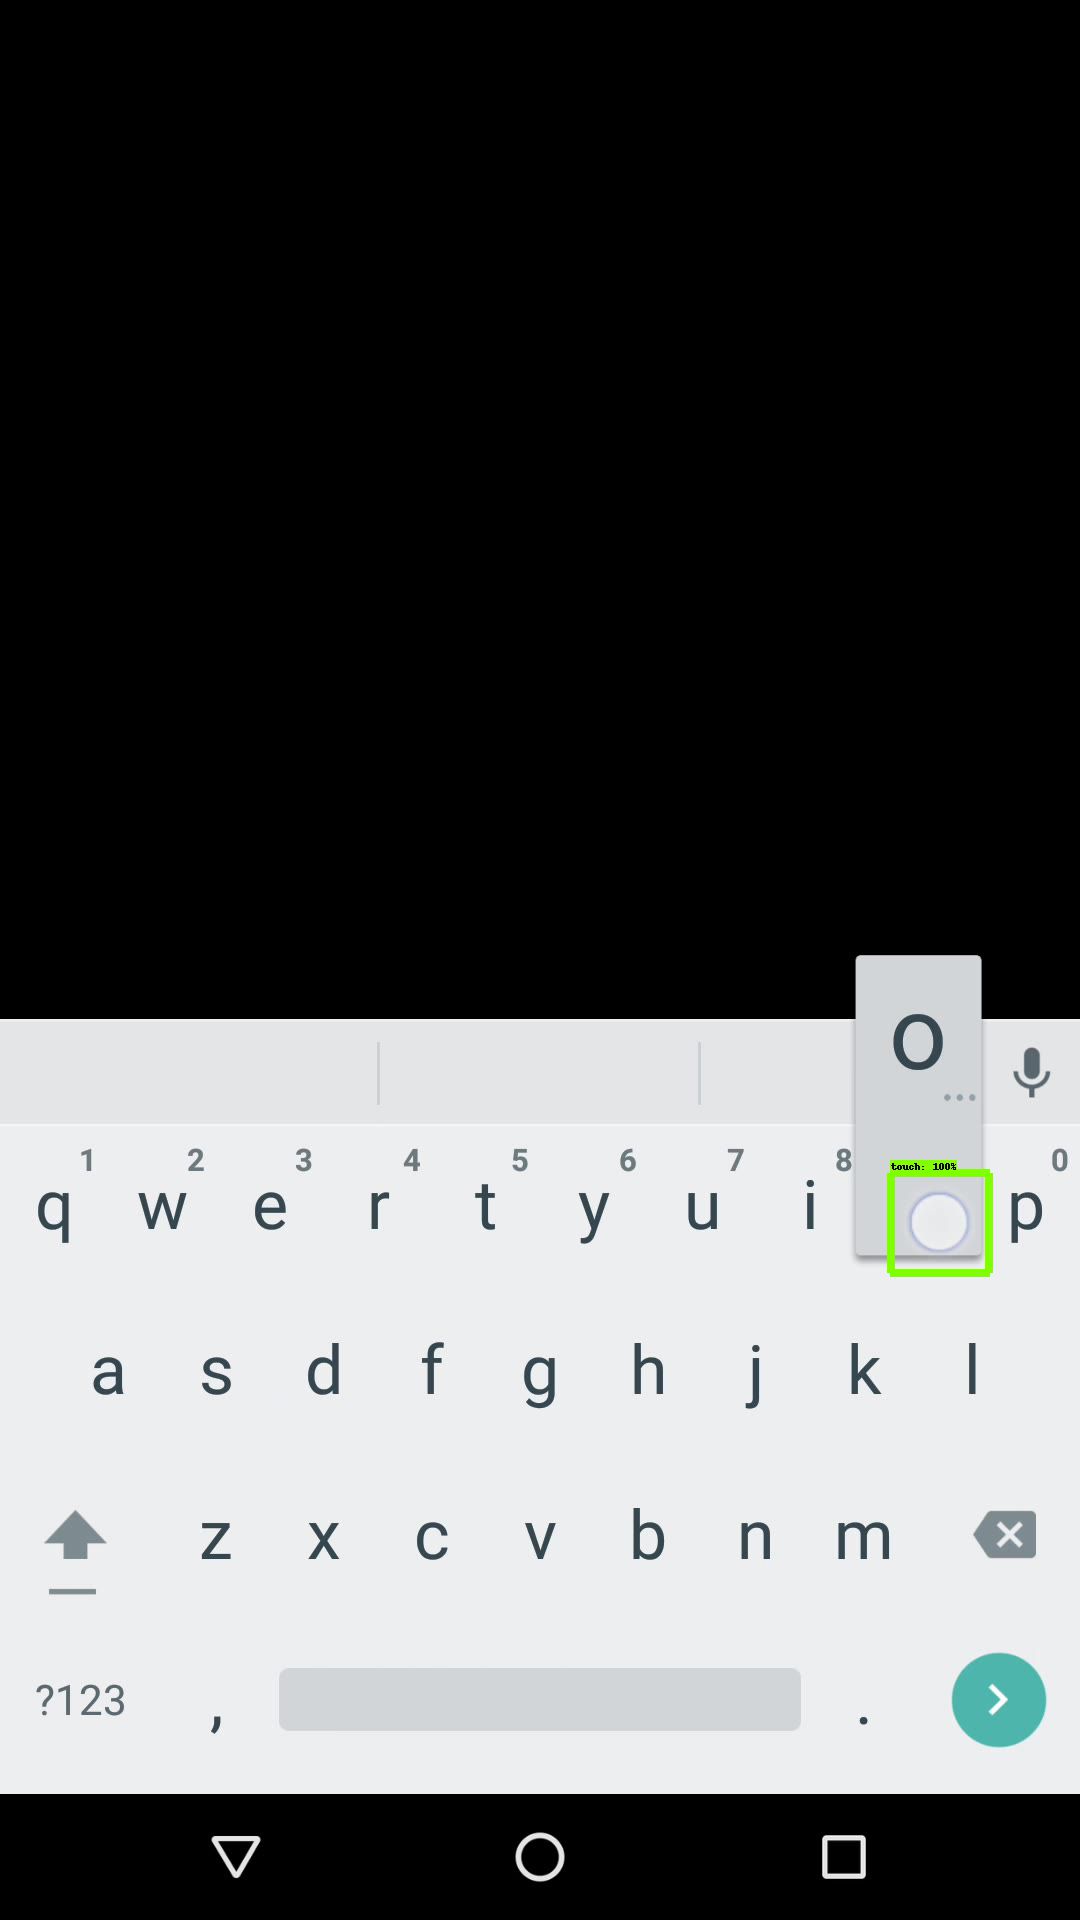 o
...
touch: 100%
1 2 3 4 5 6 7 8 0
q w e r t y u i p
a s d f g h j k l
z x c v b n m
?123 , .